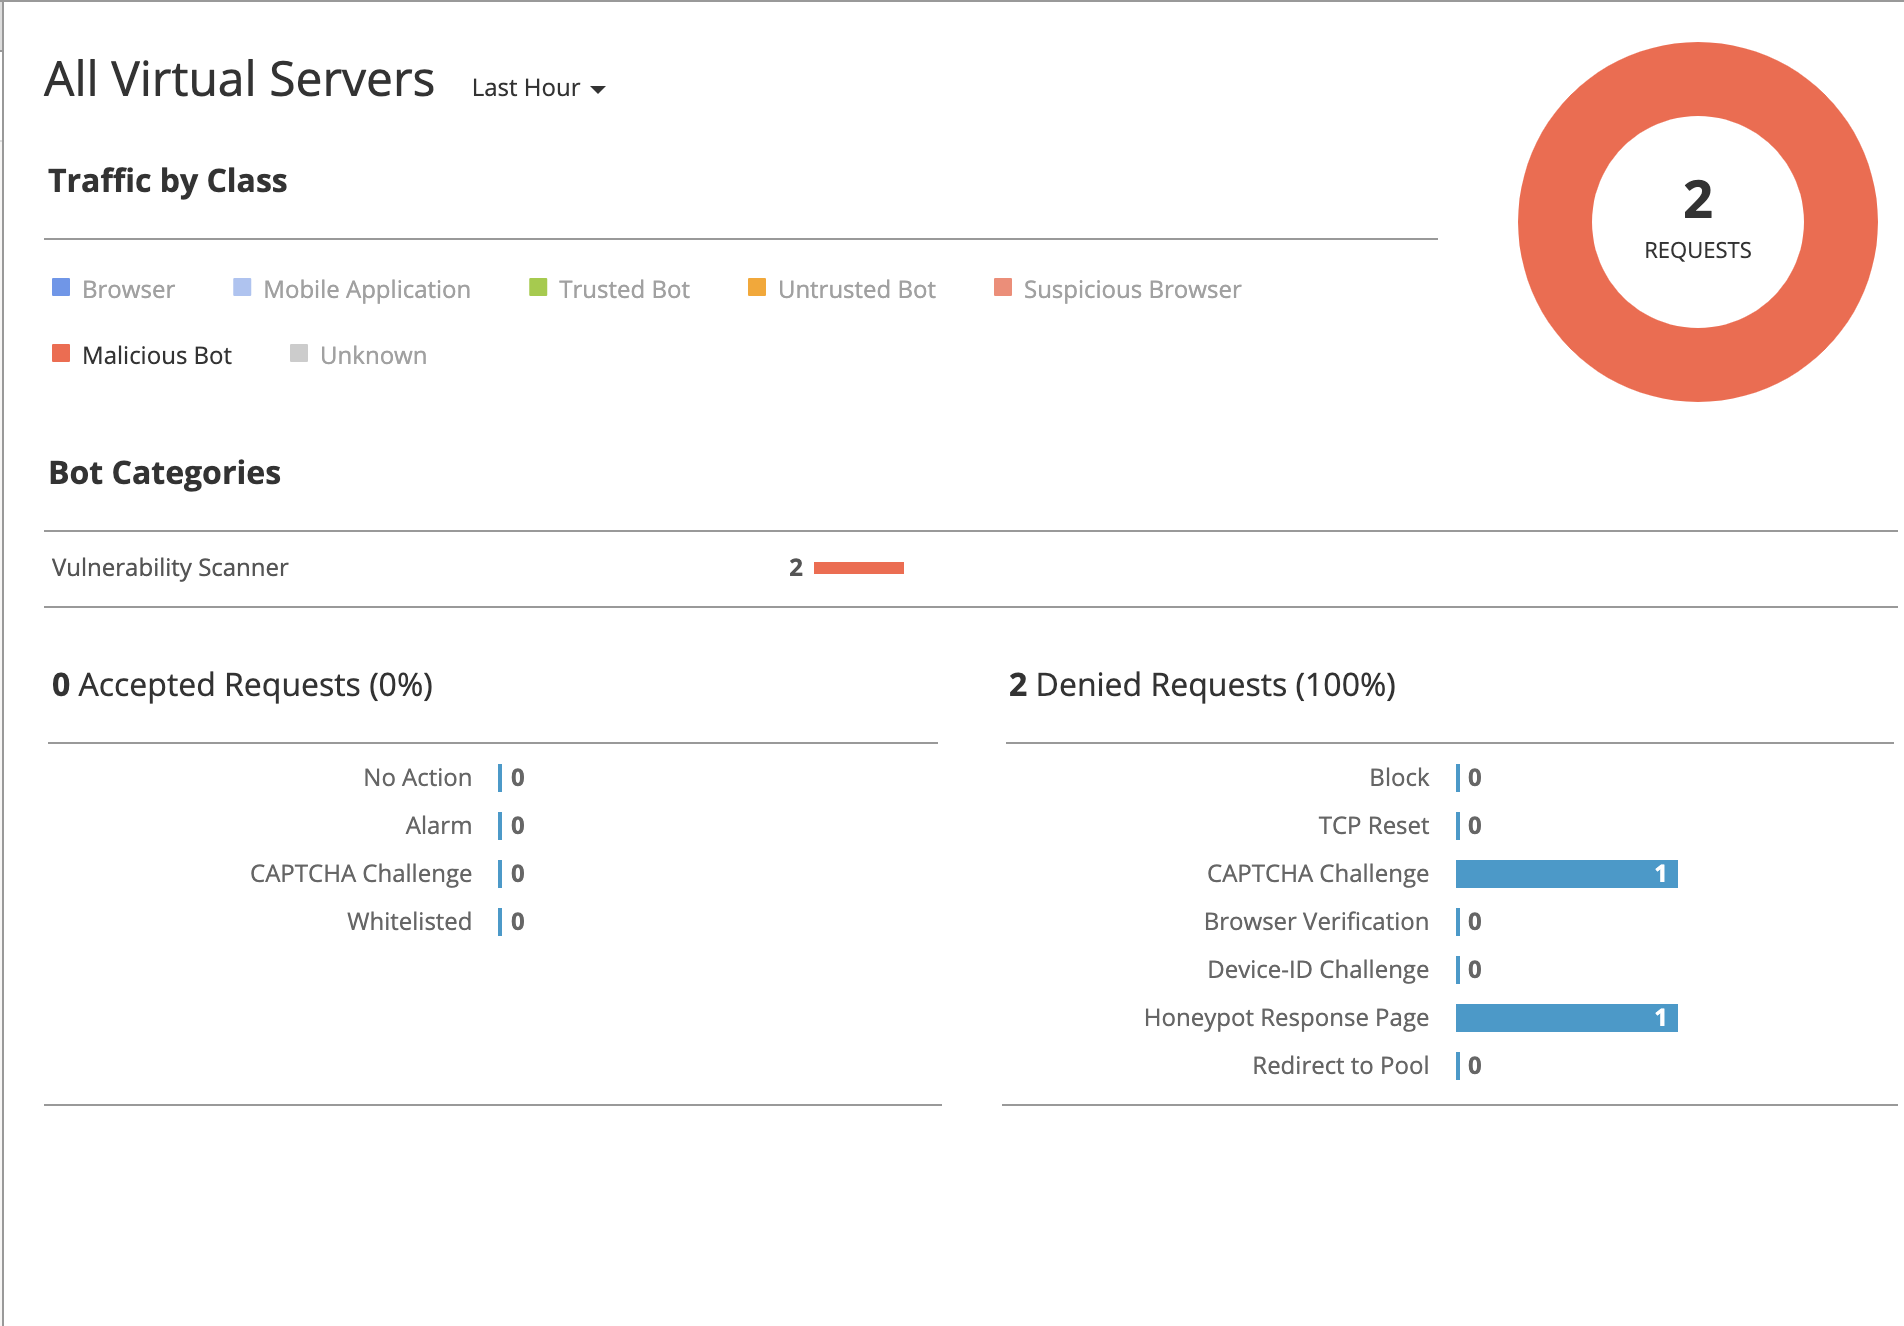 All Virtual Servers Last Hour
Traffic by Class
2
REQUESTS
Browser Mobile Application Trusted Bot Untrusted Bot Suspicious Browser
Malicious Bot Unknown
Bot Categories
Vulnerability Scanner 2
0 Accepted Requests (0%)
No Action 0
Alarm 0
CAPTCHA Challenge 0
Whitelisted 0
2 Denied Requests (100%)
Block 0
TCP Reset 0
CAPTCHA Challenge 1
Browser Verification 0
Device-ID Challenge 0
Honeypot Response Page 1
Redirect to Pool 0